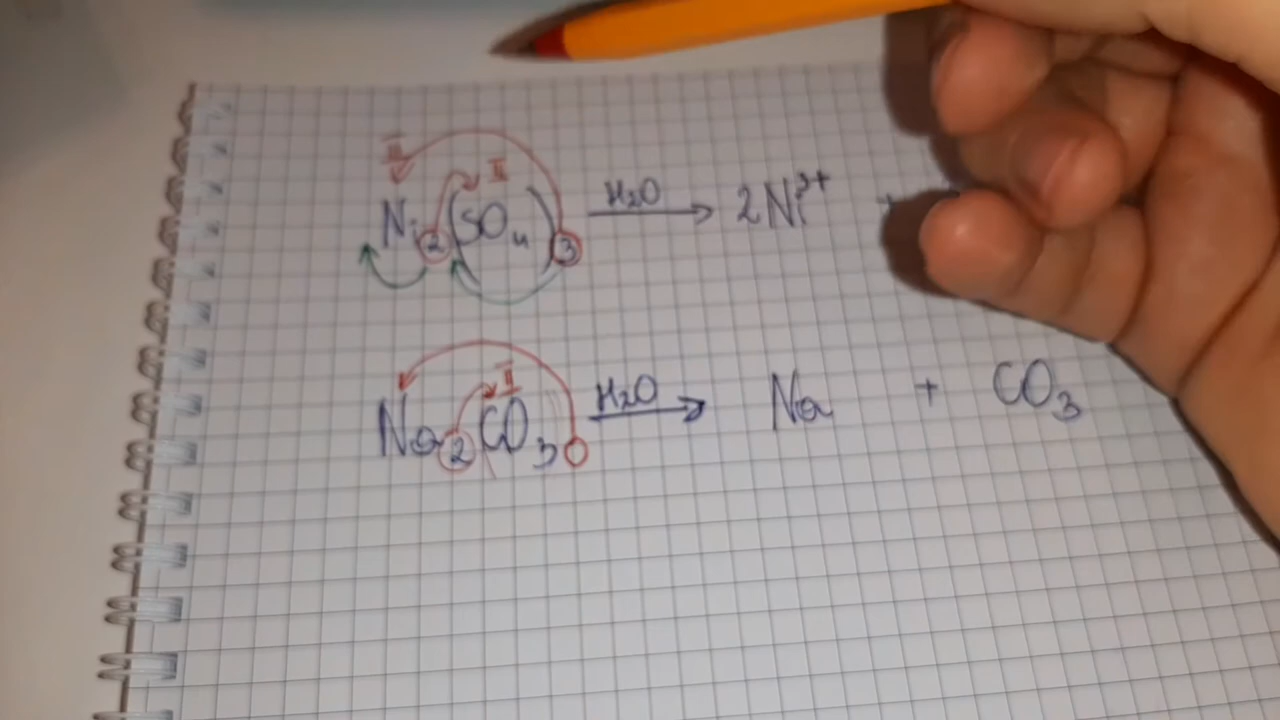 III II
Ni2(SO4)3 H2O → 2Ni3+ +
II
Na2CO3 H2O → Na + CO3